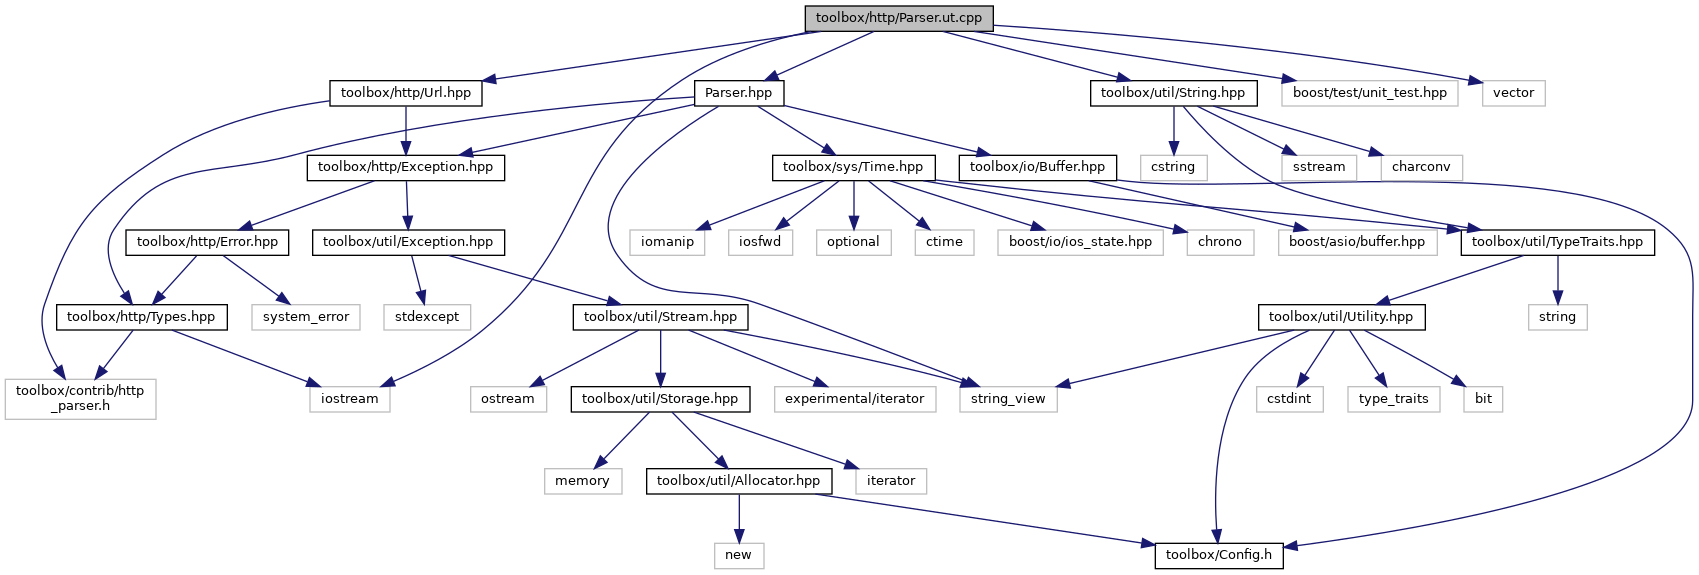 toolbox/http/Parser.ut.cpp
toolbox/http/Url.hpp
Parser.hpp
toolbox/util/String.hpp
boost/test/unit_test.hpp
vector
toolbox/http/Exception.hpp
toolbox/sys/Time.hpp
toolbox/io/Buffer.hpp
cstring
sstream
charconv
toolbox/http/Error.hpp
toolbox/util/Exception.hpp
iomanip
iosfwd
optional
ctime
boost/io/ios_state.hpp
chrono
boost/asio/buffer.hpp
toolbox/util/TypeTraits.hpp
toolbox/http/Types.hpp
system_error
stdexcept
toolbox/util/Stream.hpp
toolbox/util/Utility.hpp
string
toolbox/contrib/http
_parser.h
iostream
ostream
toolbox/util/Storage.hpp
experimental/iterator
string_view
cstdint
type_traits
bit
memory
toolbox/util/Allocator.hpp
iterator
new
toolbox/Config.h